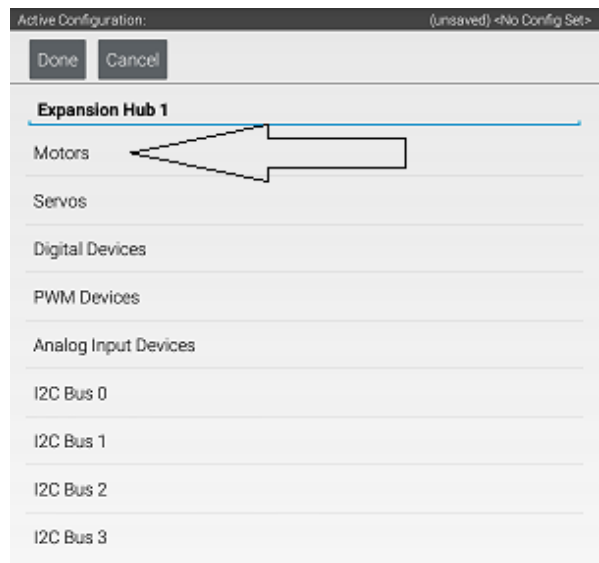 Active Configuration: (unsaved) <No Config Set>
Done Cancel
Expansion Hub 1
Motors
Servos
Digital Devices
PWM Devices
Analog Input Devices
I2C Bus 0
I2C Bus 1
I2C Bus 2
I2C Bus 3